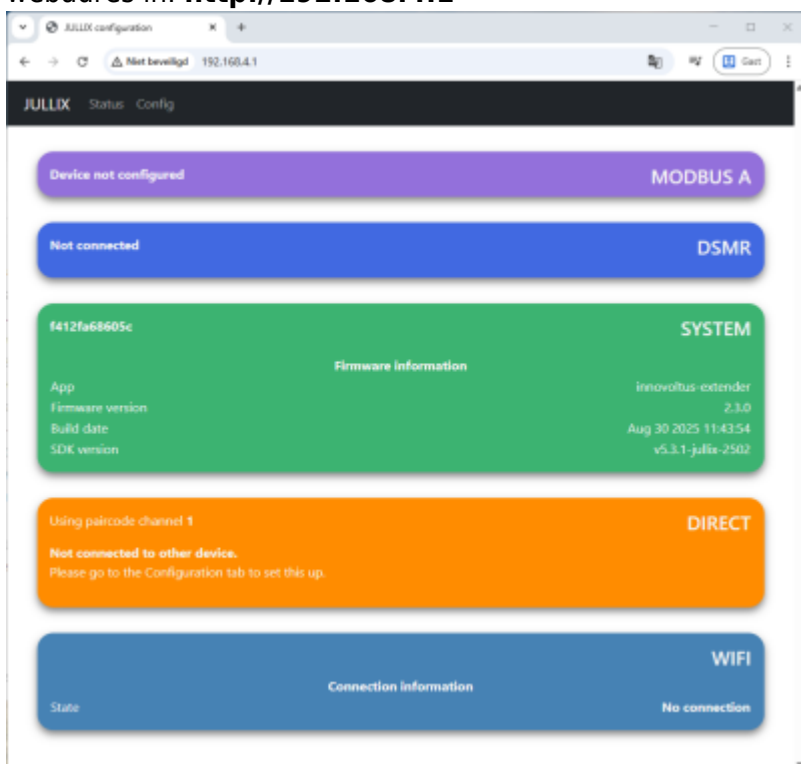 JULLIX configuration
Niet beveiligd 192.168.4.1
Gast
JULLIX Status Config
Device not configured MODBUS A
Not connected DSMR
f412fa68605c SYSTEM
Firmware information
App innovoltus-extender
Firmware version 2.3.0
Build date Aug 30 2025 11:43:54
SDK version v5.3.1-jullix-2502
Using paircode channel 1 DIRECT
Not connected to other device.
Please go to the Configuration tab to set this up.
WIFI
Connection information
State No connection